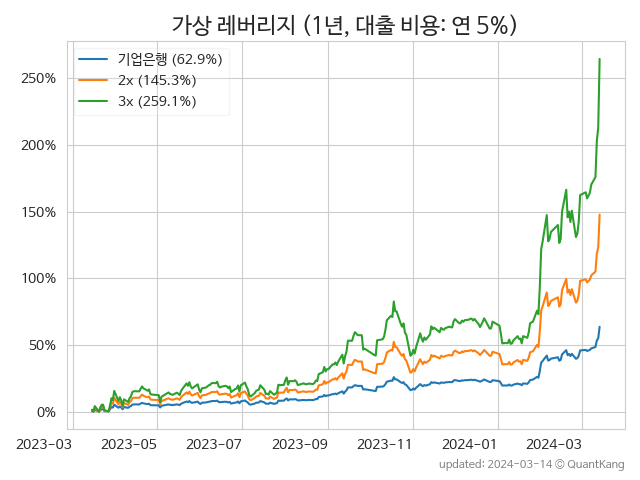 가상 레버리지 (1년, 대출 비용: 연 5%)
기업은행 (62.9%)
2x (145.3%)
3x (259.1%)
250%
200%
150%
100%
50%
0%
2023-03 2023-05 2023-07 2023-09 2023-11 2024-01 2024-03
updated: 2024-03-14 © QuantKang